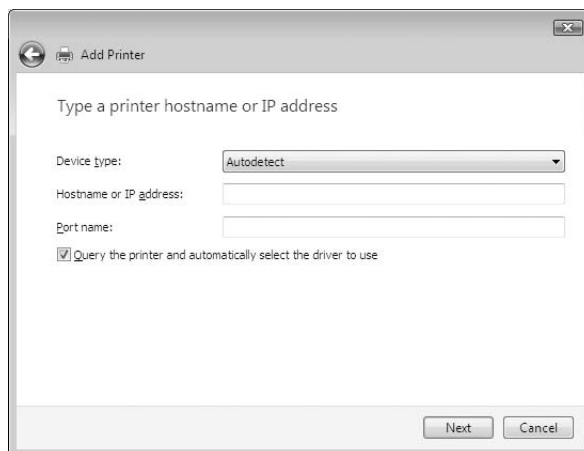 Add Printer
Type a printer hostname or IP address
Device type: Autodetect
Hostname or IP address:
Port name:
Query the printer and automatically select the driver to use
Next Cancel